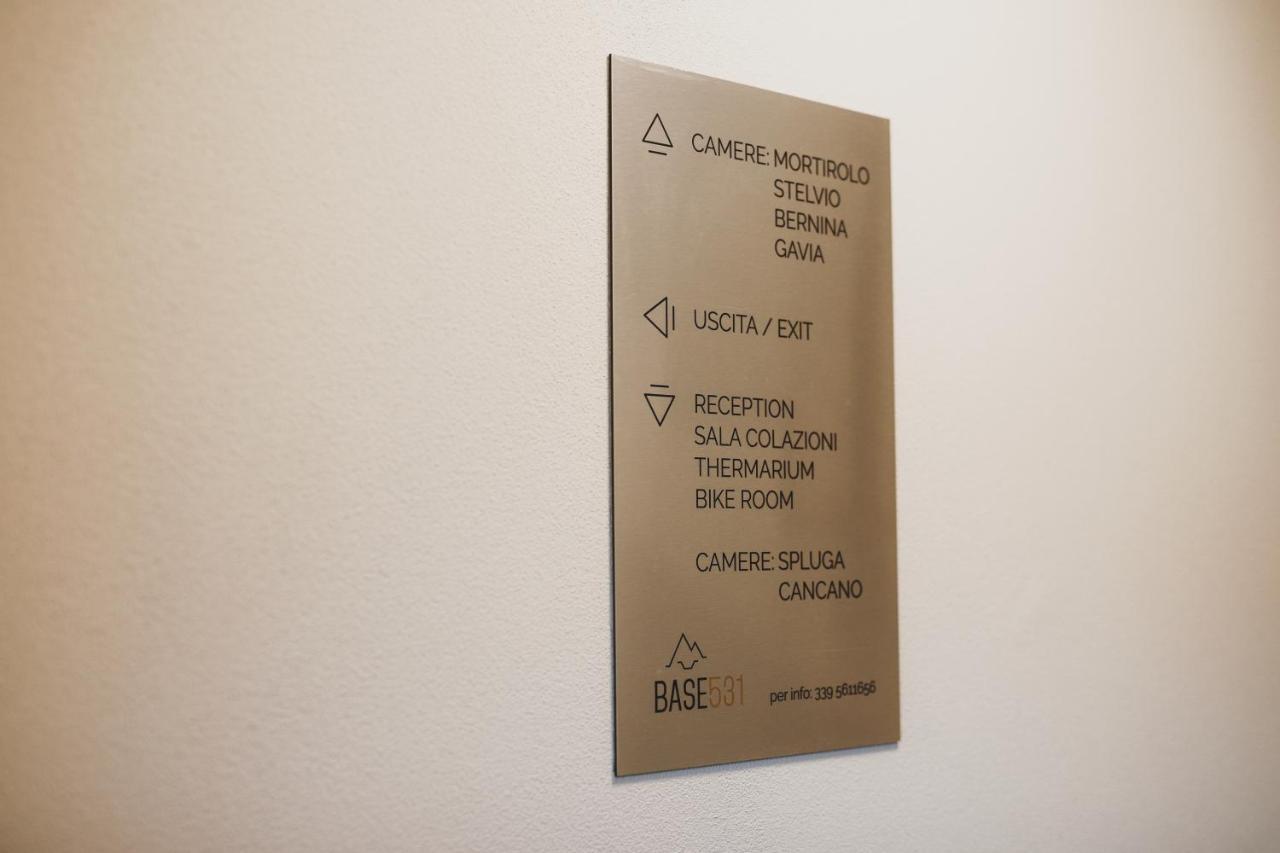 CAMERE: MORTIROLO
STELVIO
BERNINA
GAVIA
USCITA / EXIT
RECEPTION
SALA COLAZIONI
THERMARIUM
BIKE ROOM
CAMERE: SPLUGA
CANCANO
BASE531
per info: 339 5611656